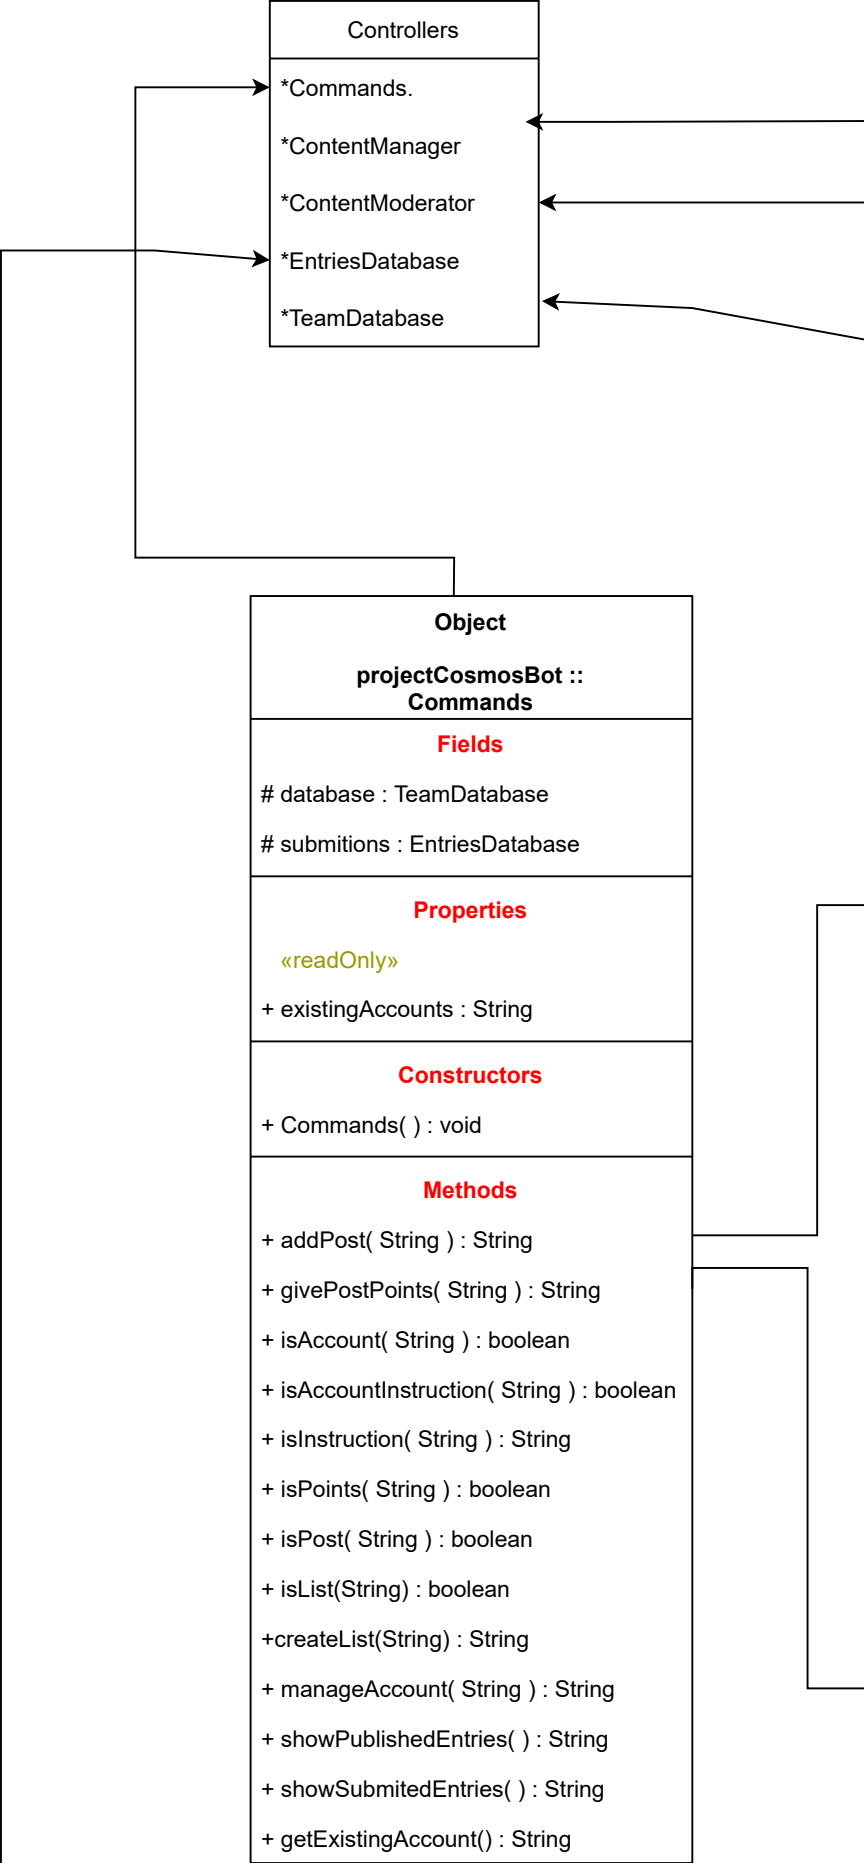 Controllers
*Commands.
*ContentManager
*ContentModerator
*EntriesDatabase
*TeamDatabase
Object
projectCosmosBot ::
Commands
Fields
# database : TeamDatabase
# submitions : EntriesDatabase
Properties
«readOnly»
+ existingAccounts : String
Constructors
+ Commands( ) : void
Methods
+ addPost( String ) : String
+ givePostPoints( String ) : String
+ isAccount( String ) : boolean
+ isAccountInstruction( String ) : boolean
+ isInstruction( String ) : String
+ isPoints( String ) : boolean
+ isPost( String ) : boolean
+ isList(String) : boolean
+createList(String) : String
+ manageAccount( String ) : String
+ showPublishedEntries( ) : String
+ showSubmitedEntries( ) : String
+ getExistingAccount() : String